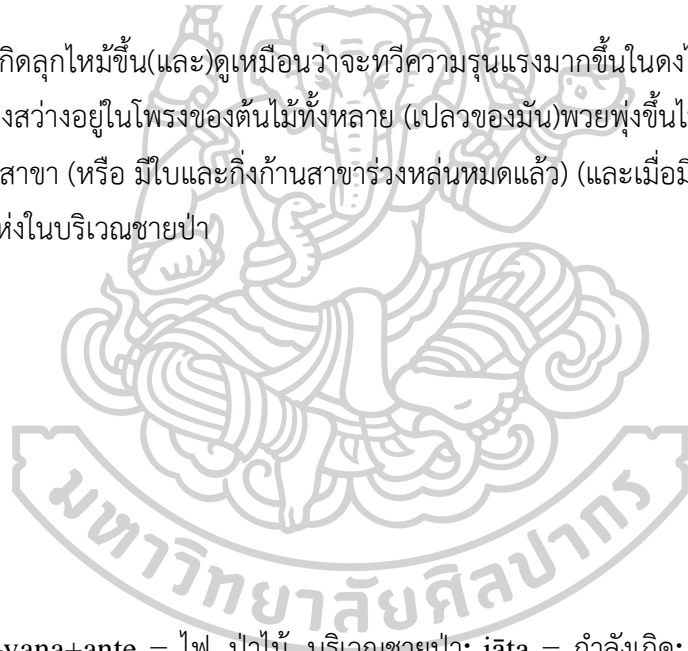 กิดลุกไหม้ขึ้น(และ)ดูเหมือนว่าจะทวีความรุนแรงมากขึ้นในดงไ
งสว่างอยู่ในโพรงของต้นไม้ทั้งหลาย (เปลวของมัน)พวยพุ่งขึ้นไ
สาขา (หรือ มีใบและกิ่งก้านสาขาร่วงหล่นหมดแล้ว) (และเมื่อมี
ห่งในบริเวณชายป่า
มหาวิทยาลัยศิลปากร
+vana+ante – ไฟ, ป่าไม้, บริเวณชายป่า; jāta – กำลังเกิด;